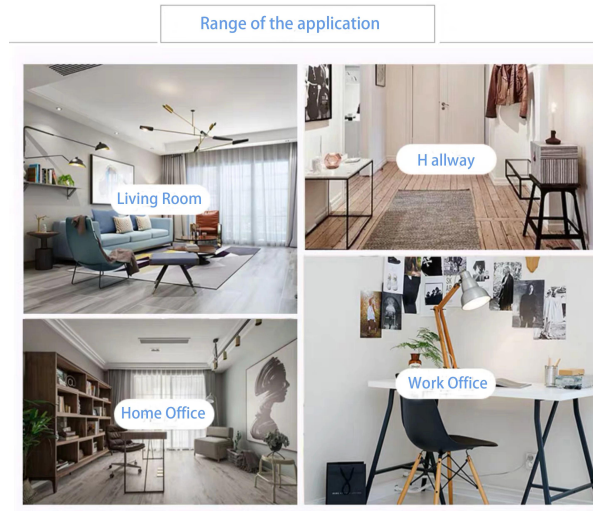 Range of the application
Living Room
H allway
Home Office
Work Office